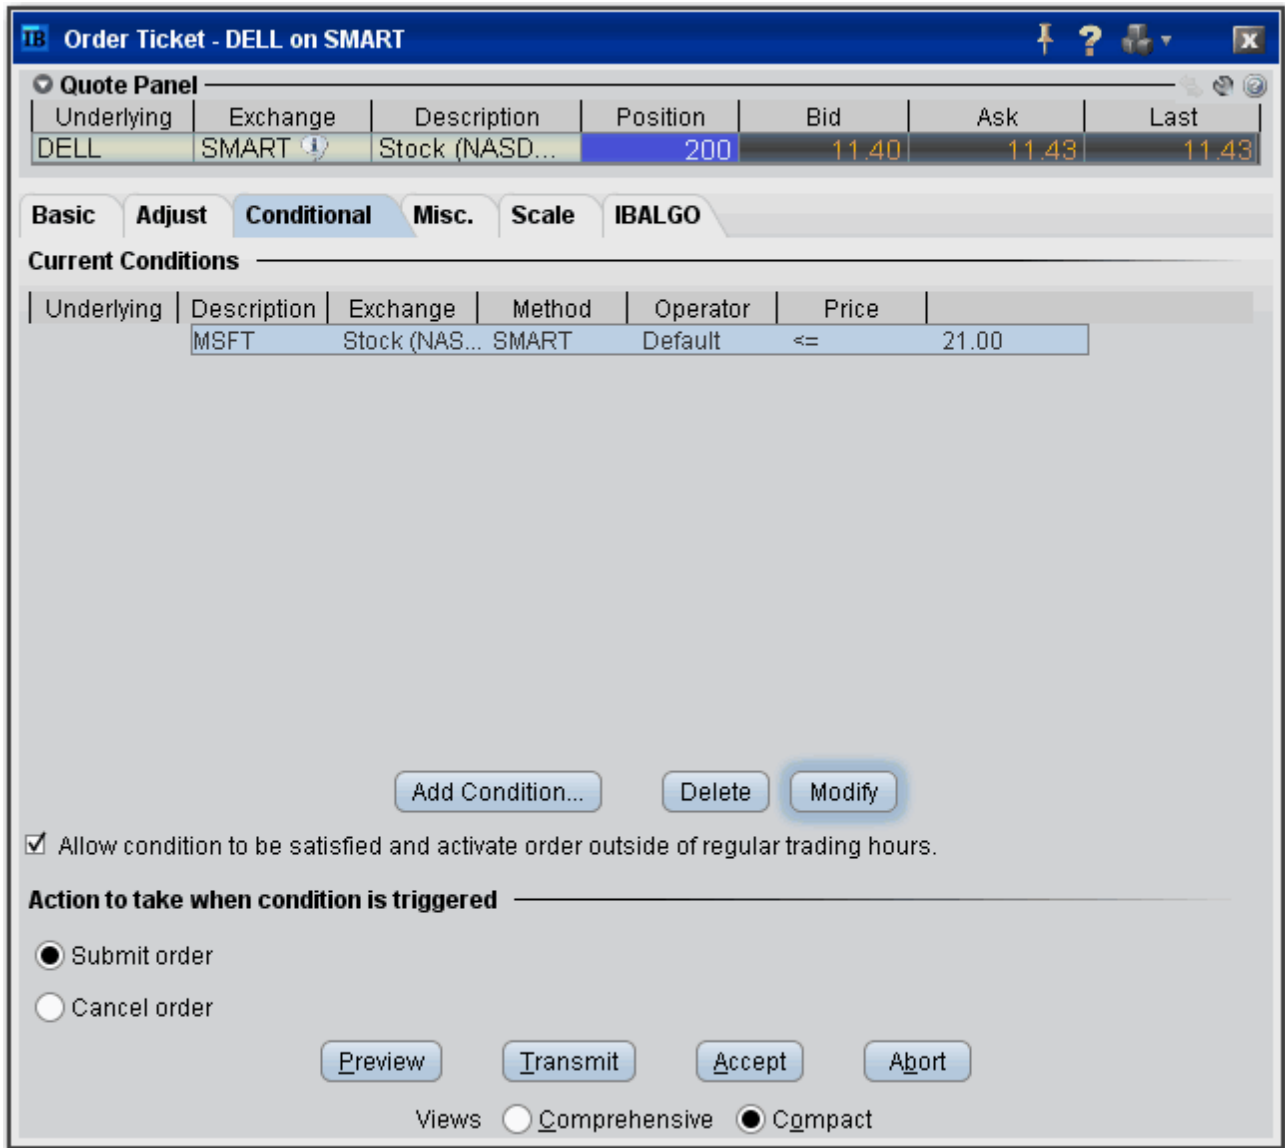 IB Order Ticket - DELL on SMART ?
Quote Panel
Underlying Exchange Description Position Bid Ask Last
DELL SMART Stock (NASD... 200 11.40 11.43 11.43
Basic Adjust Conditional Misc. Scale IBALGO
Current Conditions
Underlying Description Exchange Method Operator Price
MSFT Stock (NAS... SMART Default <= 21.00
Add Condition... Delete Modify
Allow condition to be satisfied and activate order outside of regular trading hours.
Action to take when condition is triggered
Submit order
Cancel order
Preview Transmit Accept Abort
Views Comprehensive Compact